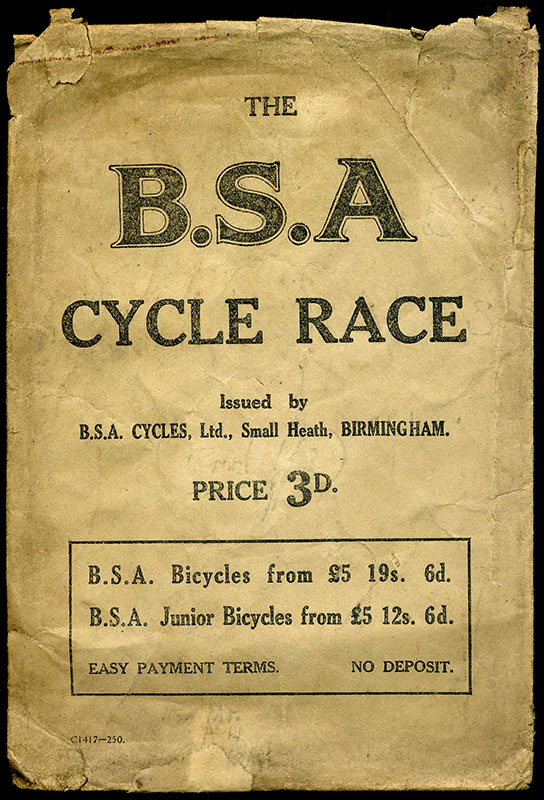 THE
B.S.A
CYCLE RACE
Issued by
B.S.A. CYCLES, Ltd., Small Heath, BIRMINGHAM.
PRICE 3D.
B.S.A. Bicycles from £5 19s. 6d.
B.S.A. Junior Bicycles from £5 12s. 6d.
EASY PAYMENT TERMS. NO DEPOSIT.
C1417—250.